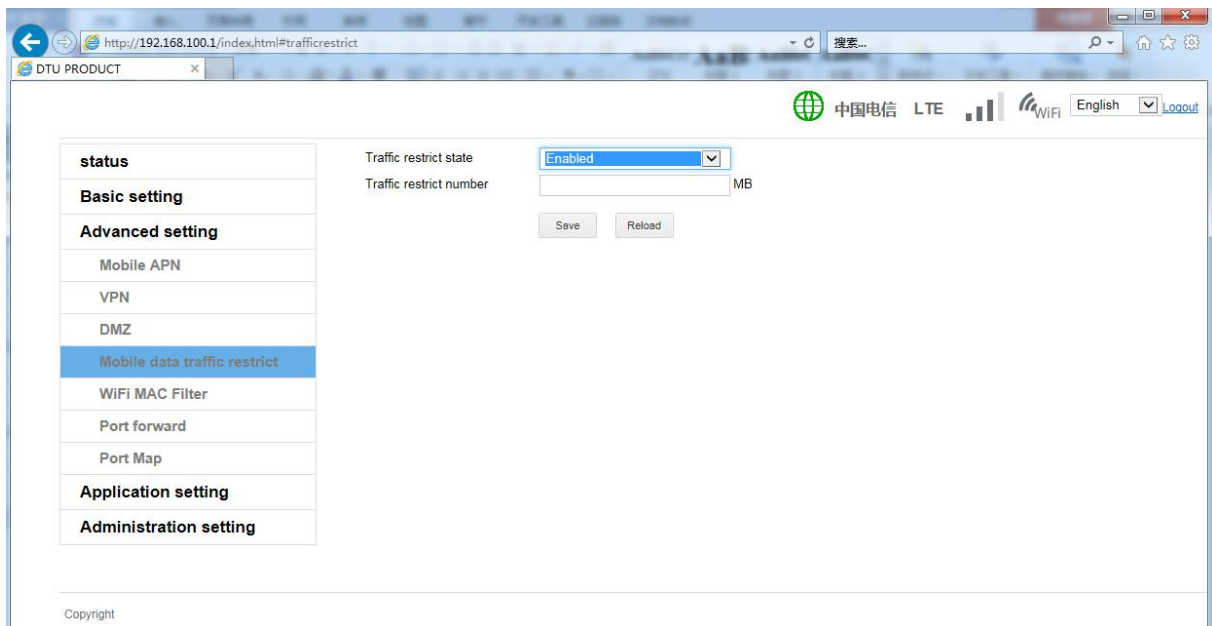 http://192.168.100.1/index.html#trafficrestrict
搜索...
DTU PRODUCT
中国电信 LTE WiFi English Logout
status
Traffic restrict state Enabled
Traffic restrict number MB
Basic setting
Save Reload
Advanced setting
Mobile APN
VPN
DMZ
Mobile data traffic restrict
WiFi MAC Filter
Port forward
Port Map
Application setting
Administration setting
Copyright